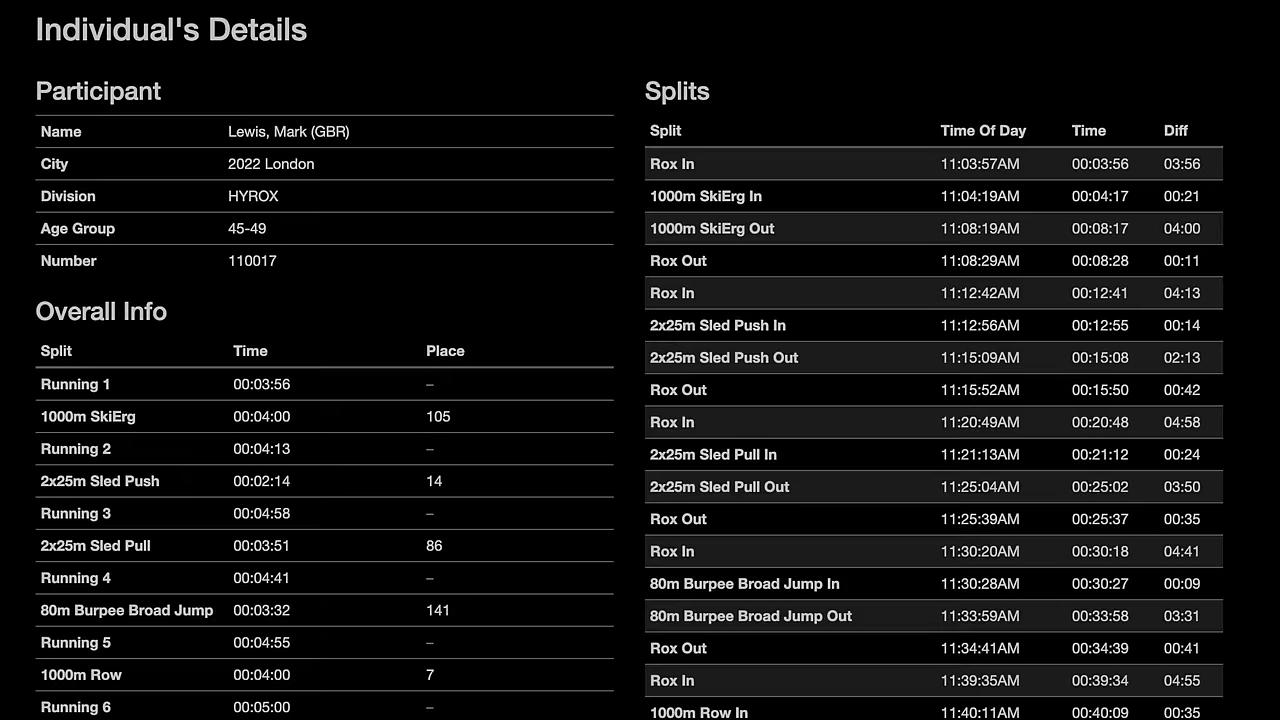 Individual's Details
Participant
Name Lewis, Mark (GBR)
City 2022 London
Division HYROX
Age Group 45-49
Number 110017
Overall Info
Split Time Place
Running 1 00:03:56 –
1000m SkiErg 00:04:00 105
Running 2 00:04:13 –
2x25m Sled Push 00:02:14 14
Running 3 00:04:58 –
2x25m Sled Pull 00:03:51 86
Running 4 00:04:41 –
80m Burpee Broad Jump 00:03:32 141
Running 5 00:04:55 –
1000m Row 00:04:00 7
Running 6 00:05:00 –
Splits
Split Time Of Day Time Diff
Rox In 11:03:57AM 00:03:56 03:56
1000m SkiErg In 11:04:19AM 00:04:17 00:21
1000m SkiErg Out 11:08:19AM 00:08:17 04:00
Rox Out 11:08:29AM 00:08:28 00:11
Rox In 11:12:42AM 00:12:41 04:13
2x25m Sled Push In 11:12:56AM 00:12:55 00:14
2x25m Sled Push Out 11:15:09AM 00:15:08 02:13
Rox Out 11:15:52AM 00:15:50 00:42
Rox In 11:20:49AM 00:20:48 04:58
2x25m Sled Pull In 11:21:13AM 00:21:12 00:24
2x25m Sled Pull Out 11:25:04AM 00:25:02 03:50
Rox Out 11:25:39AM 00:25:37 00:35
Rox In 11:30:20AM 00:30:18 04:41
80m Burpee Broad Jump In 11:30:28AM 00:30:27 00:09
80m Burpee Broad Jump Out 11:33:59AM 00:33:58 03:31
Rox Out 11:34:41AM 00:34:39 00:41
Rox In 11:39:35AM 00:39:34 04:55
1000m Row In 11:40:11AM 00:40:09 00:35